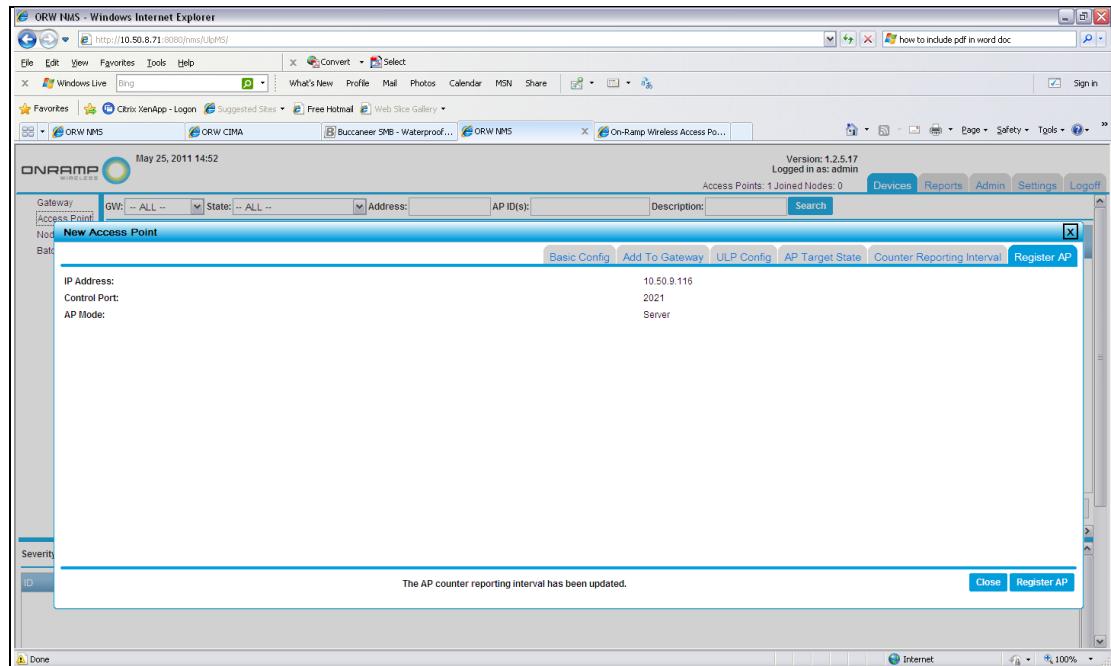 ORW NMS - Windows Internet Explorer
http://10.50.8.71:8080/nms/UlpMS/
how to include pdf in word doc
File Edit View Favorites Tools Help
x Convert Select
x Windows Live Bing What's New Profile Mail Photos Calendar MSN Share Sign in
Favorites Citrix XenApp - Logon Suggested Sites Free Hotmail Web Slice Gallery
ORW NMS ORW CIMA Buccaneer SMB - Waterproof... ORW NMS x On-Ramp Wireless Access Po... Page Safety Tools »
ONRAMP
WIRELESS
May 25, 2011 14:52
Version: 1.2.5.17
Logged in as: admin
Access Points: 1 Joined Nodes: 0
Devices Reports Admin Settings Logoff
Gateway
Access Point
Nod
Batc
GW: -- ALL -- State: -- ALL -- Address: AP ID(s): Description: Search
New Access Point X
Basic Config Add To Gateway ULP Config AP Target State Counter Reporting Interval Register AP
IP Address: 10.50.9.116
Control Port: 2021
AP Mode: Server
Severity
ID
The AP counter reporting interval has been updated.
Close Register AP
Done Internet 100%